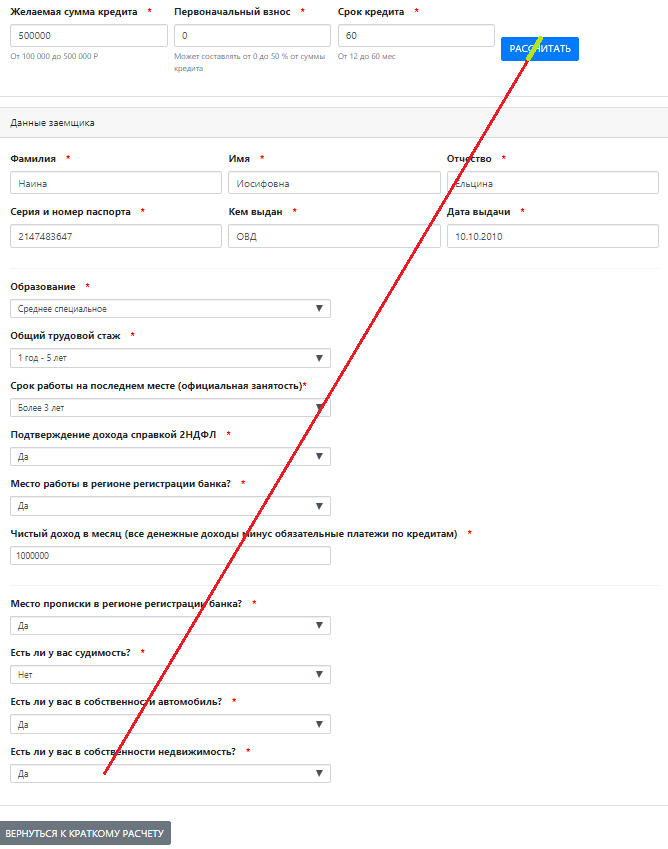 Желаемая сумма кредита * Первоначальный взнос * Срок кредита *
500000 0 60 РАССЧИТАТЬ
От 100 000 до 500 000 Р Может составлять от 0 до 50 % от суммы От 12 до 60 мес
кредита
Данные заемщика
Фамилия * Имя * Отчество *
Наина Иосифовна Ельцина
Серия и номер паспорта * Кем выдан * Дата выдачи *
2147483647 ОВД 10.10.2010
Образование *
Среднее специальное
Общий трудовой стаж *
1 год - 5 лет
Срок работы на последнем месте (официальная занятость)*
Более 3 лет
Подтверждение дохода справкой 2НДФЛ *
Да
Место работы в регионе регистрации банка? *
Да
Чистый доход в месяц (все денежные доходы минус обязательные платежи по кредитам) *
1000000
Место прописки в регионе регистрации банка? *
Да
Есть ли у вас судимость? *
Нет
Есть ли у вас в собственности автомобиль? *
Да
Есть ли у вас в собственности недвижимость? *
Да
ВЕРНУТЬСЯ К КРАТКОМУ РАСЧЕТУ